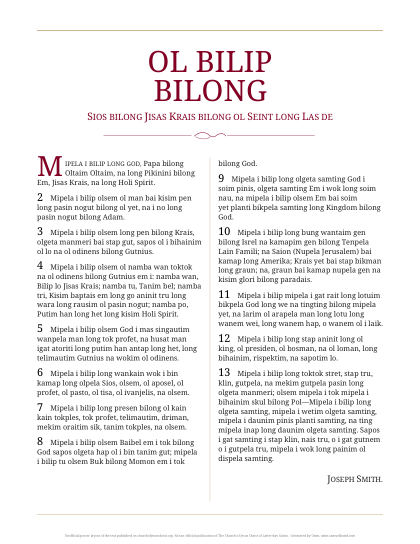 OL BILIP
BILONG
SIOS BILONG JISAS KRAIS BILONG OL SEINT LONG LAS DE
MIPELA I BILIP LONG GOD, Papa bilong
Oltaim Oltaim, na long Pikinini bilong
Em, Jisas Krais, na long Holi Spirit.
2 Mipela i bilip olsem ol man bai kisim pen
long pasin nogut bilong ol yet, na i no long
pasin nogut bilong Adam.
3 Mipela i bilip olsem long pen bilong Krais,
olgeta manmeri bai stap gut, sapos ol i bihainim
ol lo na ol odinens bilong Gutnius.
4 Mipela i bilip olsem ol namba wan toktok
na ol odinens bilong Gutnius em i: namba wan,
Bilip lo Jisas Krais; namba tu, Tanim bel; namba
tri, Kisim baptais em long go aninit tru long
wara long rausim ol pasin nogut; namba po,
Putim han long het long kisim Holi Spirit.
5 Mipela i bilip olsem God i mas singautim
wanpela man long tok profet, na husat man
igat atoriti long putim han antap long het, long
telimautim Gutnius na wokim ol odinens.
6 Mipela i bilip long wankain wok i bin
kamap long olpela Sios, olsem, ol aposel, ol
profet, ol pasto, ol tisa, ol ivanjelis, na olsem.
7 Mipela i bilip long presen bilong ol kain
kain tokples, tok profet, telimautim, driman,
mekim oraitim sik, tanim tokples, na olsem.
8 Mipela i bilip olsem Baibel em i tok bilong
God sapos olgeta hap ol i bin tanim gut; mipela
i bilip tu olsem Buk bilong Momon em i tok
bilong God.
9 Mipela i bilip long olgeta samting God i
soim pinis, olgeta samting Em i wok long soim
nau, na mipela i bilip olsem Em bai soim
yet planti bikpela samting long Kingdom bilong
God.
10 Mipela i bilip long bung wantaim gen
bilong Israel na kamapim gen bilong Tenpela
Lain Famili; na Saion (Nupela Jerusalem) bai
kamap long Amerika; Krais yet bai stap bikman
long graun; na, graun bai kamap nupela gen na
kisim glori bilong paradais.
11 Mipela i bilip mipela i gat rait long lotuim
bikpela God long we na tingting bilong mipela
yet, na larim ol arapela man long lotu long
wanem wei, long wanem hap, o wanem ol i laik.
12 Mipela i bilip long stap aninit long ol
king, ol presiden, ol bosman, na ol loman, long
bihainim, rispektim, na sapotim lo.
13 Mipela i bilip long toktok stret, stap tru,
klin, gutpela, na mekim gutpela pasin long
olgeta manmeri; olsem mipela i tok mipela i
bihainim skul bilong Pol—Mipela i bilip long
olgeta samting, mipela i wetim olgeta samting,
mipela i daunim pinis planti samting, na ting
mipela inap long daunim olgeta samting. Sapos
i gat samting i stap klin, nais tru, o i gat gutnem
o i gutpela tru, mipela i wok long painim ol
dispela samting.
JOSEPH SMITH.